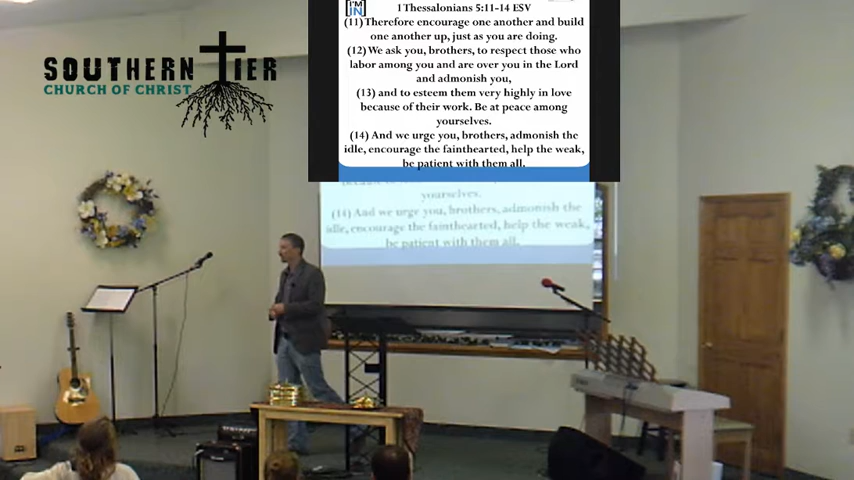 I'M
IN
1 Thessalonians 5:11-14 ESV
(11) Therefore encourage one another and build
one another up, just as you are doing.
(12) We ask you, brothers, to respect those who
labor among you and are over you in the Lord
and admonish you,
(13) and to esteem them very highly in love
because of their work. Be at peace among
yourselves.
(14) And we urge you, brothers, admonish the
idle, encourage the fainthearted, help the weak,
be patient with them all.
SOUTHERN TIER
CHURCH OF CHRIST
yourselves.
(14) And we urge you, brothers, admonish the
idle, encourage the fainthearted, help the weak,
be patient with them all.